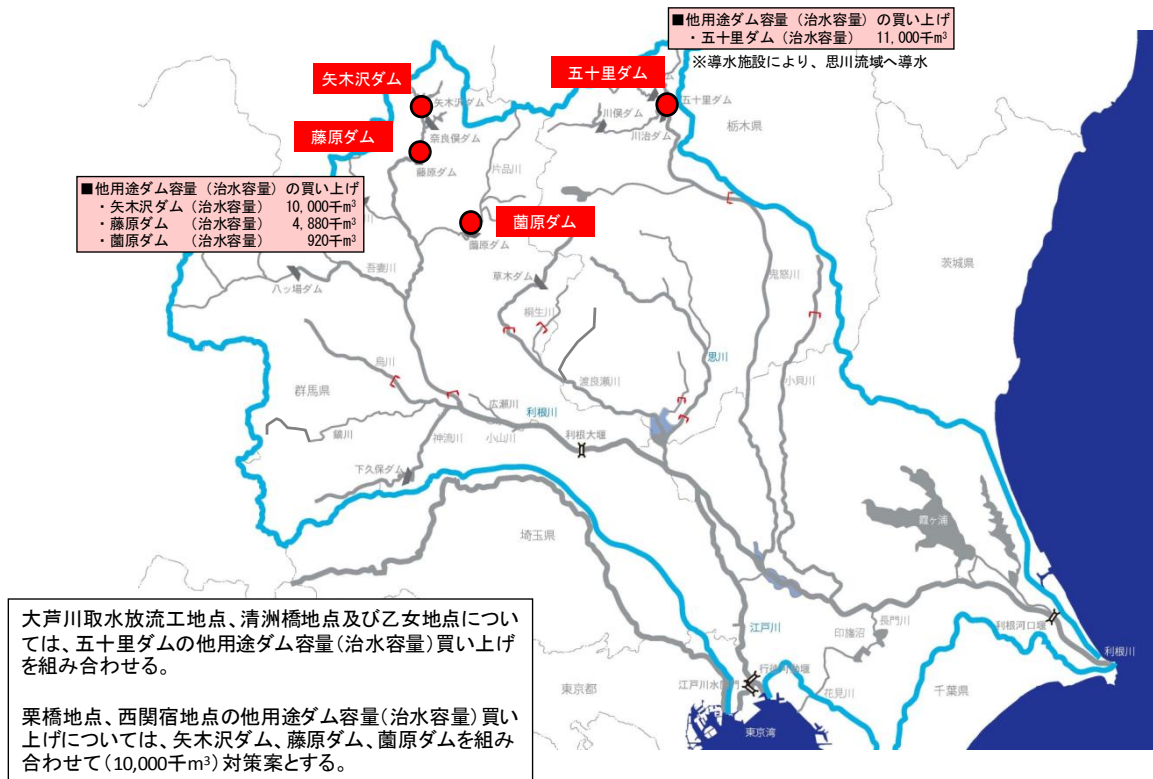 ■他用途ダム容量（治水容量）の買い上げ
・五十里ダム（治水容量） 11,000千m³
※導水施設により、思川流域へ導水
矢木沢ダム
五十里ダム
矢木沢ダム
五十里ダム
川俣ダム
栃木県
藤原ダム
奈良俣ダム
川治ダム
藤原ダム
片品川
■他用途ダム容量（治水容量）の買い上げ
・矢木沢ダム（治水容量） 10,000千m³
・藤原ダム （治水容量） 4,880千m³
・薗原ダム （治水容量） 920千m³
薗原ダム
薗原ダム
吾妻川
草木ダム
鬼怒川
茨城県
八ッ場ダム
桐生川
思川
烏川
渡良瀬川
小貝川
群馬県
広瀬川
利根川
鏑川
神流川
小山川
利根大堰
下久保ダム
霞ヶ浦
埼玉県
大芦川取水放流工地点、清洲橋地点及び乙女地点につい
ては、五十里ダムの他用途ダム容量(治水容量)買い上げ
を組み合わせる。
栗橋地点、西関宿地点の他用途ダム容量(治水容量)買い
上げについては、矢木沢ダム、藤原ダム、薗原ダムを組み
合わせて(10,000千m³)対策案とする。
江戸川
印旛沼
長門川
利根河口堰
利根川
東京都
江戸川水閘門
行徳可動堰
花見川
千葉県
東京湾